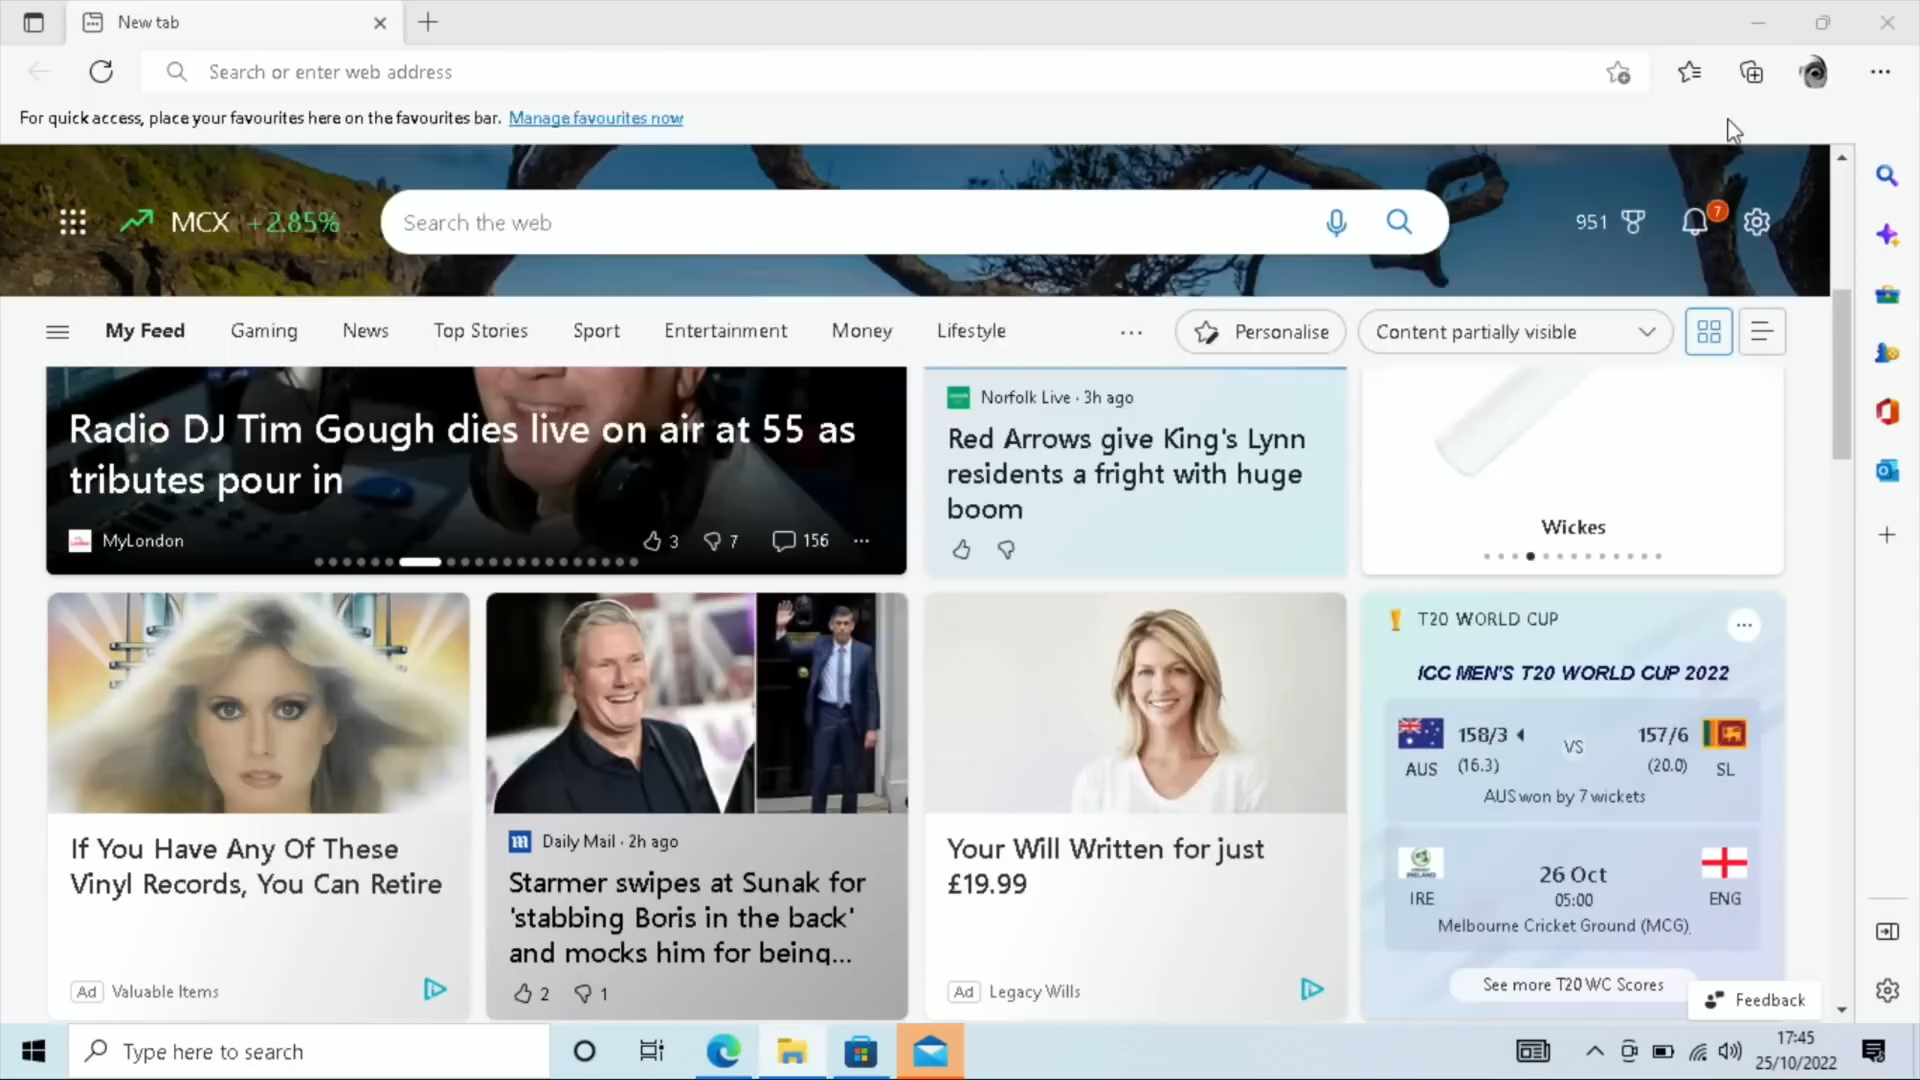 New tab
Search or enter web address
For quick access, place your favourites here on the favourites bar. Manage favourites now
MCX +2.85%
Search the web
951
7
My Feed
Gaming
News
Top Stories
Sport
Entertainment
Money
Lifestyle
Personalise
Content partially visible
Radio DJ Tim Gough dies live on air at 55 as
tributes pour in
MyLondon
3
7
156
Norfolk Live · 3h ago
Red Arrows give King's Lynn
residents a fright with huge
boom
Wickes
If You Have Any Of These
Vinyl Records, You Can Retire
Ad Valuable Items
Daily Mail · 2h ago
Starmer swipes at Sunak for
'stabbing Boris in the back'
and mocks him for being...
2
1
Your Will Written for just
£19.99
Ad Legacy Wills
T20 WORLD CUP
ICC MEN'S T20 WORLD CUP 2022
158/3
VS
157/6
AUS
(16.3)
(20.0)
SL
AUS won by 7 wickets
26 Oct
IRE
05:00
ENG
Melbourne Cricket Ground (MCG)
See more T20 WC Scores
Feedback
Type here to search
17:45
25/10/2022